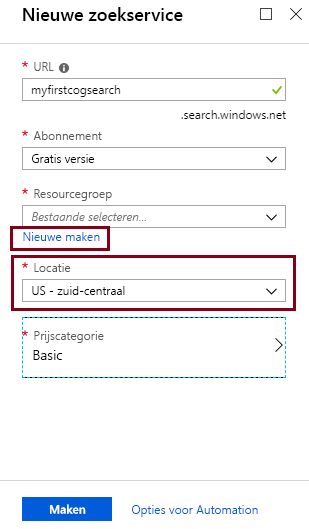 Nieuwe zoekservice
* URL
myfirstcogsearch
.search.windows.net
* Abonnement
Gratis versie
* Resourcegroep
Bestaande selecteren...
Nieuwe maken
* Locatie
US - zuid-centraal
* Prijscategorie
Basic
Maken Opties voor Automation